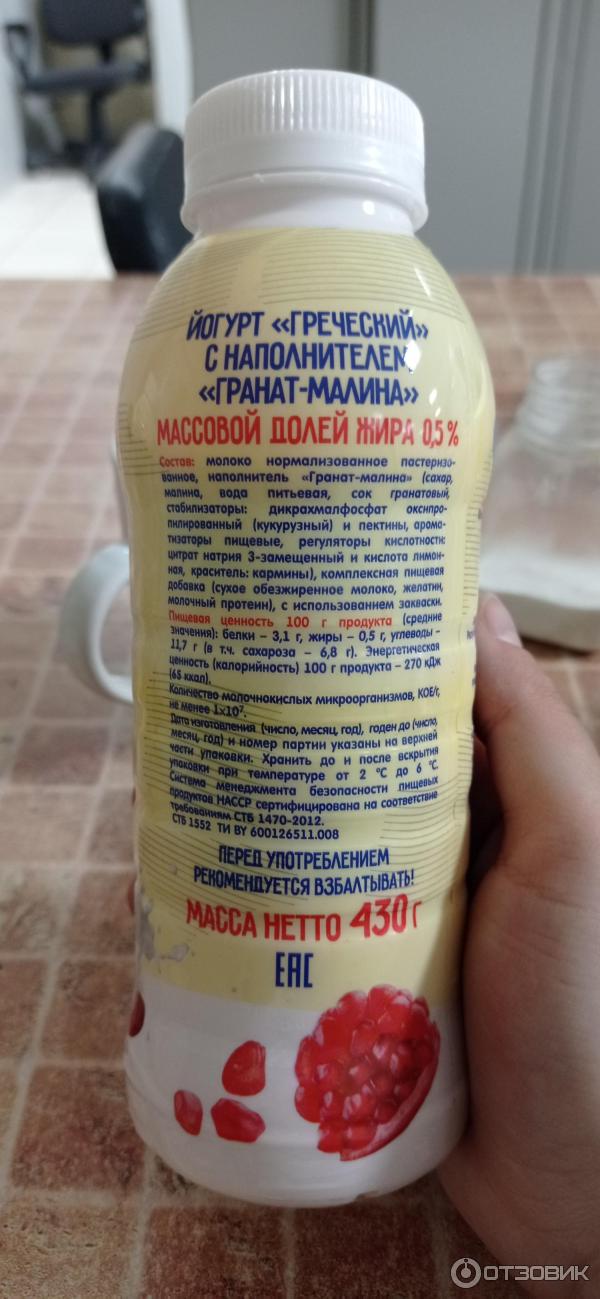 ЙОГУРТ «ГРЕЧЕСКИЙ»
С НАПОЛНИТЕЛЕМ
«ГРАНАТ-МАЛИНА»
МАССОВОЙ ДОЛЕЙ ЖИРА 0,5 %
Состав: молоко нормализованное пастеризо-
ванное, наполнитель «Гранат-малина» (сахар,
малина, вода питьевая, сок гранатовый,
стабилизаторы: дикрахмалфосфат оксипро-
пилированный (кукурузный) и пектины, арома-
тизаторы пищевые, регуляторы кислотности:
цитрат натрия 3-замещенный и кислота лимон-
ная, краситель: кармины), комплексная пищевая
добавка (сухое обезжиренное молоко, желатин,
молочный протеин), с использованием закваски.
Пищевая ценность 100 г продукта (средние
значения): белки – 3,1 г, жиры – 0,5 г, углеводы –
11,7 г (в т.ч. сахароза – 6,8 г). Энергетическая
ценность (калорийность) 100 г продукта – 270 кДж
(65 ккал).
Количество молочнокислых микроорганизмов, КОЕ/г,
не менее 1×10⁷.
Дата изготовления (число, месяц, год), годен до (число,
месяц, год) и номер партии указаны на верхней
части упаковки. Хранить до и после вскрытия
упаковки при температуре от 2 °С до 6 °С.
Система менеджмента безопасности пищевых
продуктов НАССР сертифицирована на соответствие
требованиям СТБ 1470-2012.
СТБ 1552 ТИ BY 600126511.008
ПЕРЕД УПОТРЕБЛЕНИЕМ
РЕКОМЕНДУЕТСЯ ВЗБАЛТЫВАТЬ!
МАССА НЕТТО 430 г
EAC
ОТЗОВИК